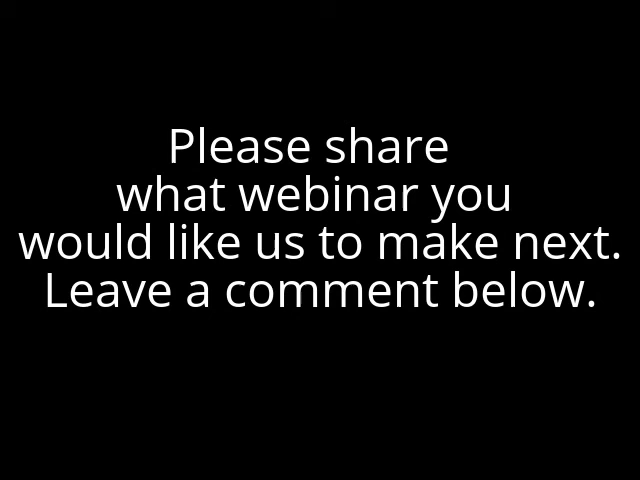 Please share
what webinar you
would like us to make next.
Leave a comment below.